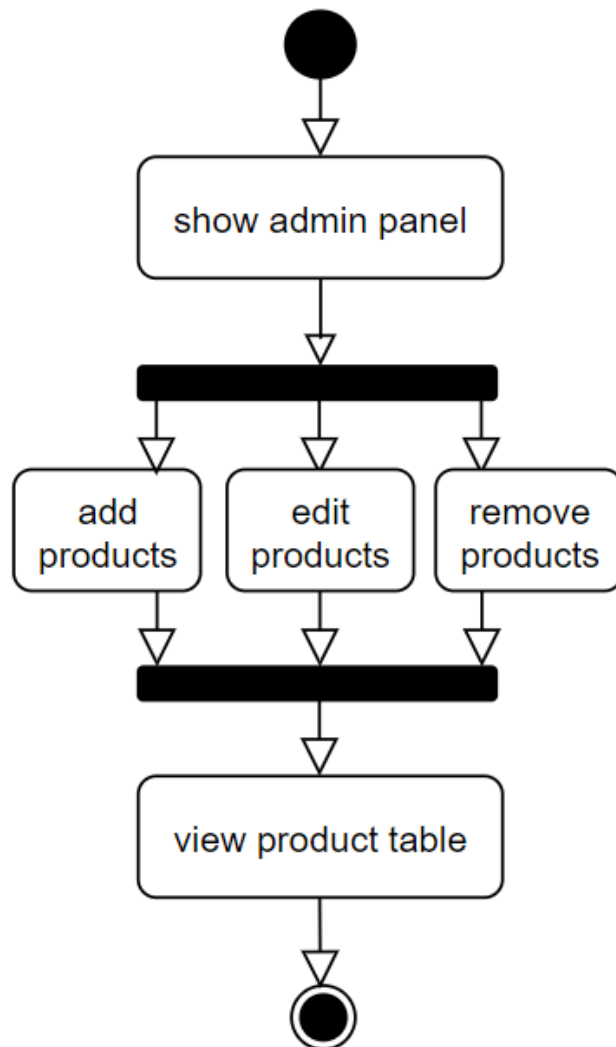 show admin panel
add
products
edit
products
remove
products
view product table